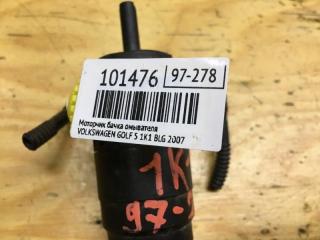 101476 97-278
Моторчик бачка омывателя
VOLKSWAGEN GOLF 5 1K1 BLG 2007
1K
97-